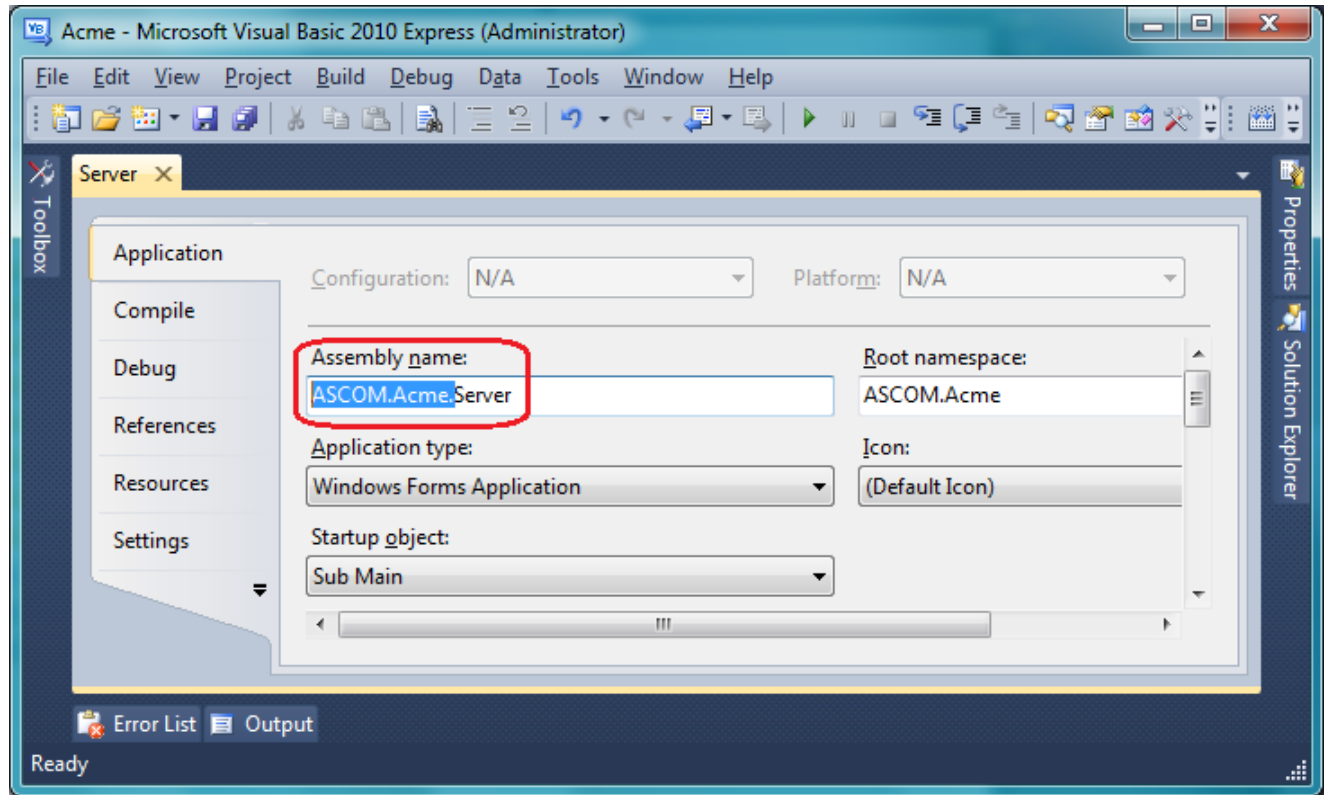 Acme - Microsoft Visual Basic 2010 Express (Administrator)
File Edit View Project Build Debug Data Tools Window Help
Toolbox
Server
Properties
Solution Explorer
Application
Compile
Debug
References
Resources
Settings
Configuration: N/A Platform: N/A
Assembly name: Root namespace:
ASCOM.Acme.Server ASCOM.Acme
Application type: Icon:
Windows Forms Application (Default Icon)
Startup object:
Sub Main
Error List Output
Ready